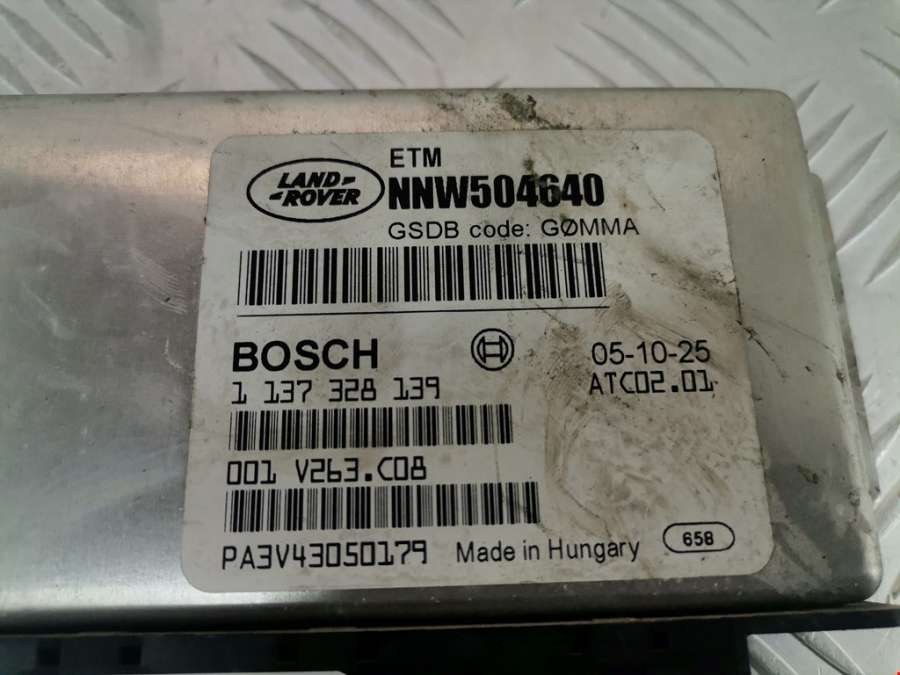 ETM
LAND-
-ROVER
NNW504640
GSDB code: GØMMA
BOSCH
05-10-25
1 137 328 139
ATC02.01
001 V263.C08
PA3V43050179
Made in Hungary
658